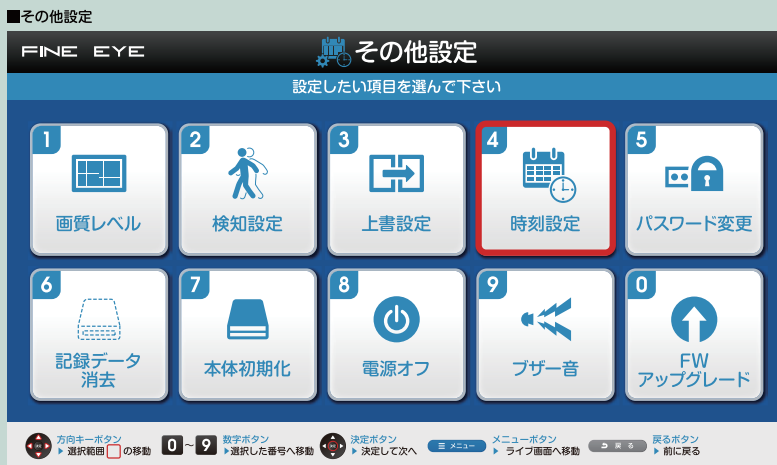 ■その他設定
FINE EYE
その他設定
設定したい項目を選んで下さい
1
画質レベル
2
検知設定
3
上書設定
4
時刻設定
5
パスワード変更
6
記録データ
消去
7
本体初期化
8
電源オフ
9
ブザー音
0
FW
アップグレード
方向キーボタン
▶ 選択範囲 の移動
0 ~ 9
数字ボタン
▶選択した番号へ移動
決定ボタン
▶ 決定して次へ
☰ メニュー
メニューボタン
▶ ライブ画面へ移動
戻る
戻るボタン
▶ 前に戻る